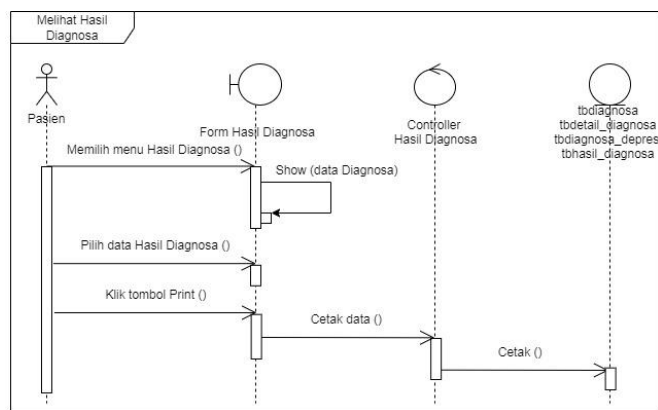 Melihat Hasil
Diagnosa
Pasien
Form Hasil Diagnosa
Controller
Hasil Diagnosa
tbdiagnosa
tbdetail_diagnosa
tbdiagnosa_depres
tbhasil_diagnosa
Memilih menu Hasil Diagnosa ()
Show (data Diagnosa)
Pilih data Hasil Diagnosa ()
Klik tombol Print ()
Cetak data ()
Cetak ()